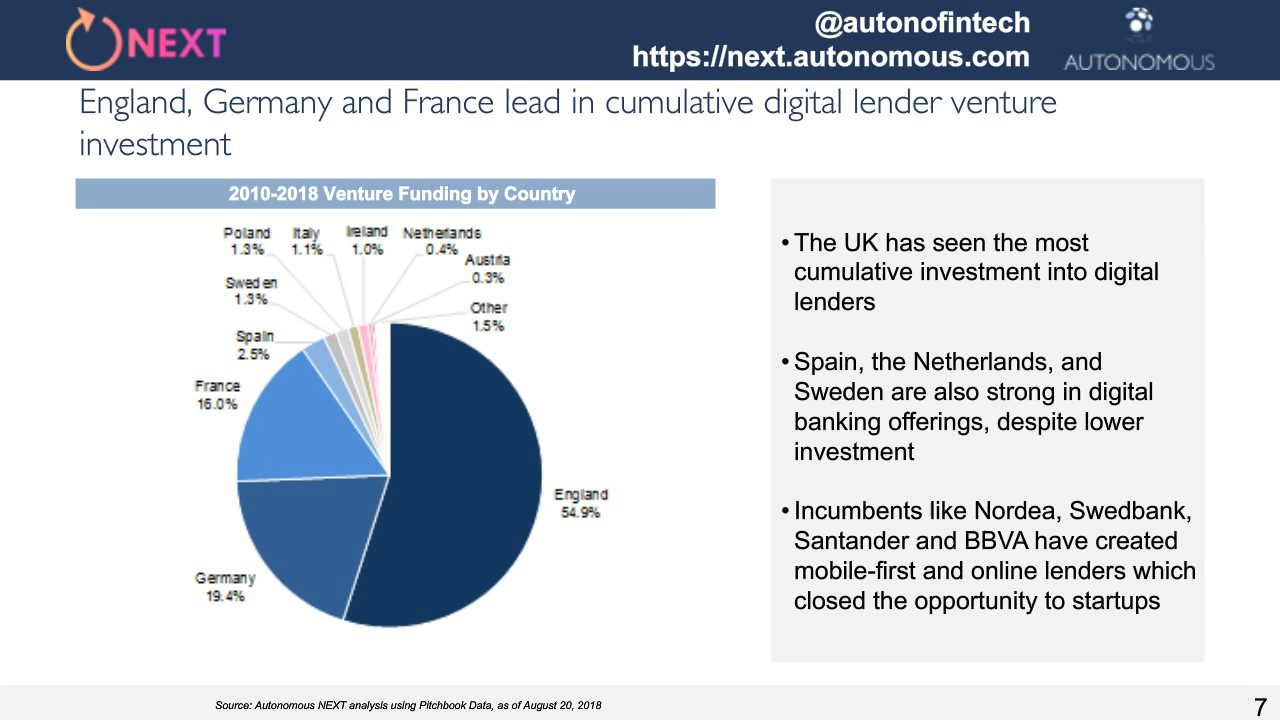 NEXT
@autonofintech
https://next.autonomous.com
AUTONOMOUS
England, Germany and France lead in cumulative digital lender venture
investment
2010-2018 Venture Funding by Country
Poland
1.3%
Italy
1.1%
Ireland
1.0%
Netherlands
0.4%
Austria
0.3%
Sweden
1.3%
Other
1.5%
Spain
2.5%
France
16.0%
England
54.9%
Germany
19.4%
• The UK has seen the most
cumulative investment into digital
lenders
• Spain, the Netherlands, and
Sweden are also strong in digital
banking offerings, despite lower
investment
• Incumbents like Nordea, Swedbank,
Santander and BBVA have created
mobile-first and online lenders which
closed the opportunity to startups
Source: Autonomous NEXT analysis using Pitchbook Data, as of August 20, 2018
7